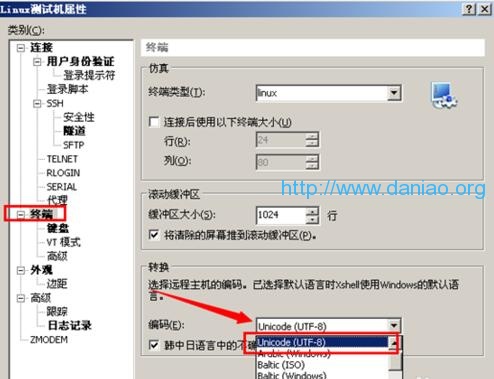 Linux测试机属性
类别(C):
连接
用户身份验证
登录提示符
登录脚本
SSH
安全性
隧道
SFTP
TELNET
RLOGIN
SERIAL
代理
终端
键盘
VT 模式
高级
外观
边距
高级
跟踪
日志记录
ZMODEM
终端
仿真
终端类型(T):
linux
连接后使用以下终端大小(U)
行(R):
24
列(O):
80
http://www.daniao.org
滚动缓冲区
缓冲区大小(S):
1024
行
将清除的屏幕推到滚动缓冲区(P)。
转换
选择远程主机的编码。已选择默认语言时Xshell使用Windows的默认语
言。
编码(E):
Unicode (UTF-8)
Unicode (UTF-8)
韩中日语言中的不确
Arabic (Windows)
Baltic (ISO)
Baltic (Windows)